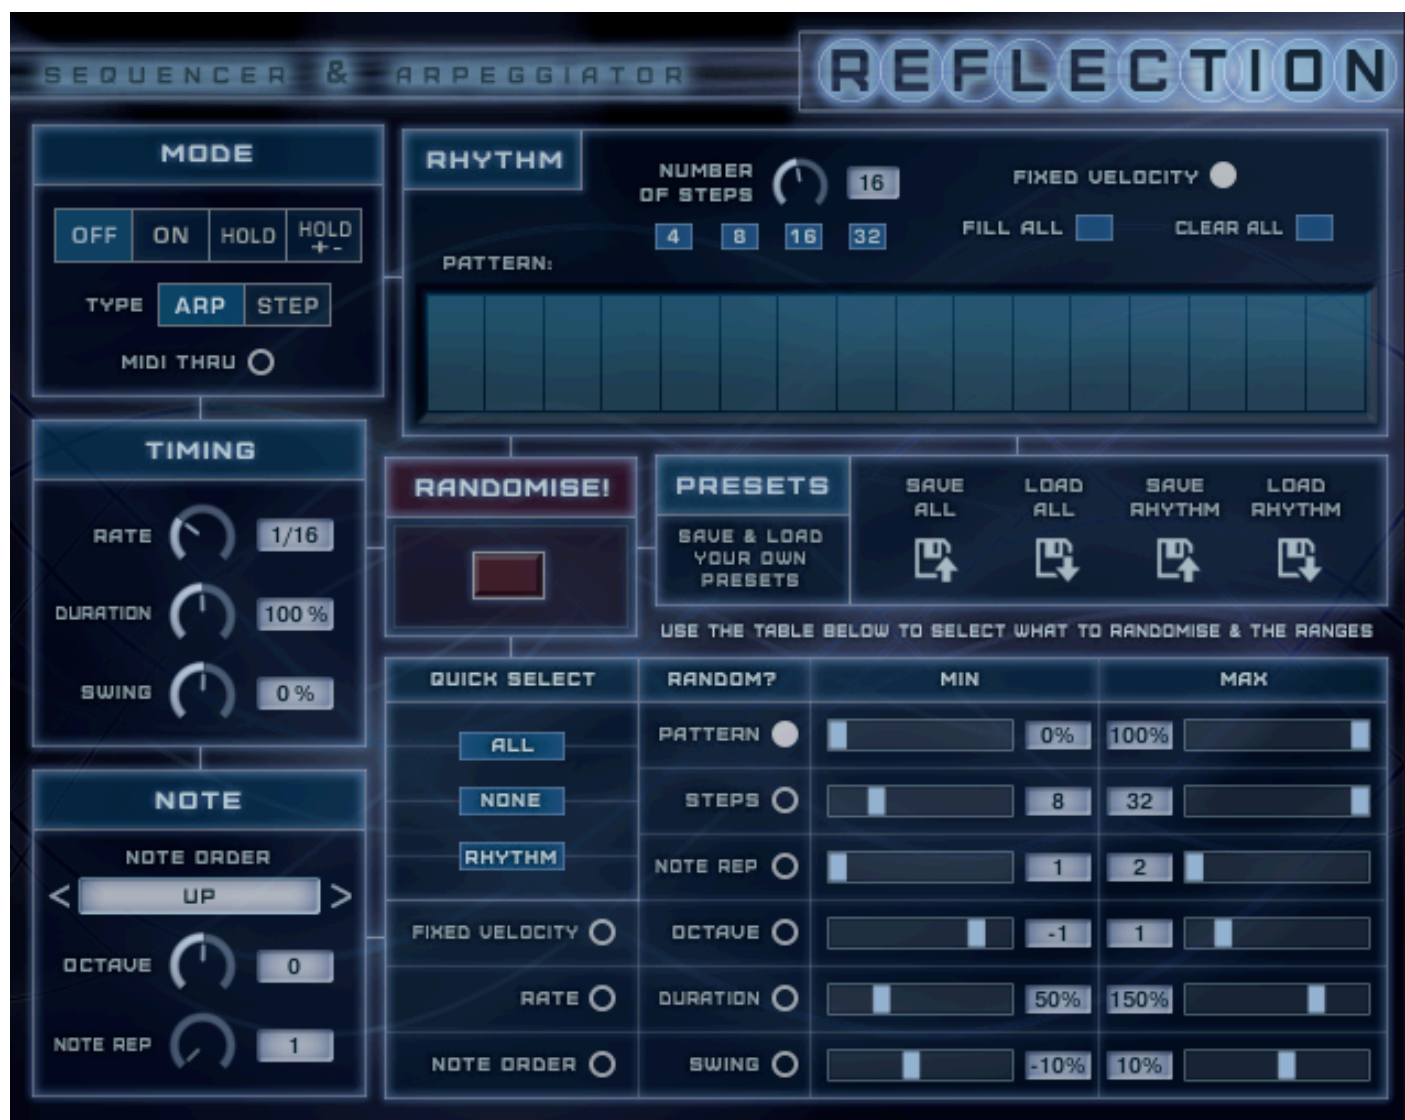 SEQUENCER & ARPEGGIATOR
REFLECTION
MODE
OFF ON HOLD HOLD
+-
TYPE ARP STEP
MIDI THRU
RHYTHM
NUMBER
OF STEPS
16
4 8 16 32
FIXED VELOCITY
FILL ALL CLEAR ALL
PATTERN:
TIMING
RATE 1/16
DURATION 100 %
SWING 0 %
RANDOMISE!
PRESETS
SAVE & LOAD
YOUR OWN
PRESETS
SAVE
ALL
LOAD
ALL
SAVE
RHYTHM
LOAD
RHYTHM
USE THE TABLE BELOW TO SELECT WHAT TO RANDOMISE & THE RANGES
NOTE
NOTE ORDER
< UP >
OCTAVE 0
NOTE REP 1
QUICK SELECT
ALL
NONE
RHYTHM
FIXED VELOCITY
RATE
NOTE ORDER
RANDOM? MIN MAX
PATTERN 0% 100%
STEPS 8 32
NOTE REP 1 2
OCTAVE -1 1
DURATION 50% 150%
SWING -10% 10%